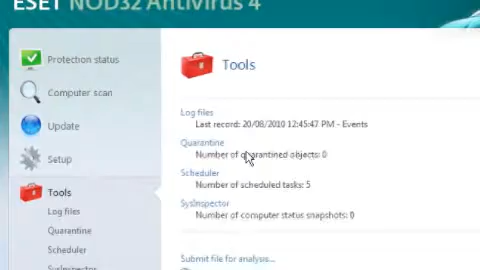 ESET NOD32 Antivirus 4
Protection status
Computer scan
Update
Setup
Tools
Log files
Quarantine
Scheduler
SysInspector
Tools
Log files
Last record: 20/08/2010 12:45:47 PM - Events
Quarantine
Number of quarantined objects: 0
Scheduler
Number of scheduled tasks: 5
SysInspector
Number of computer status snapshots: 0
Submit file for analysis...